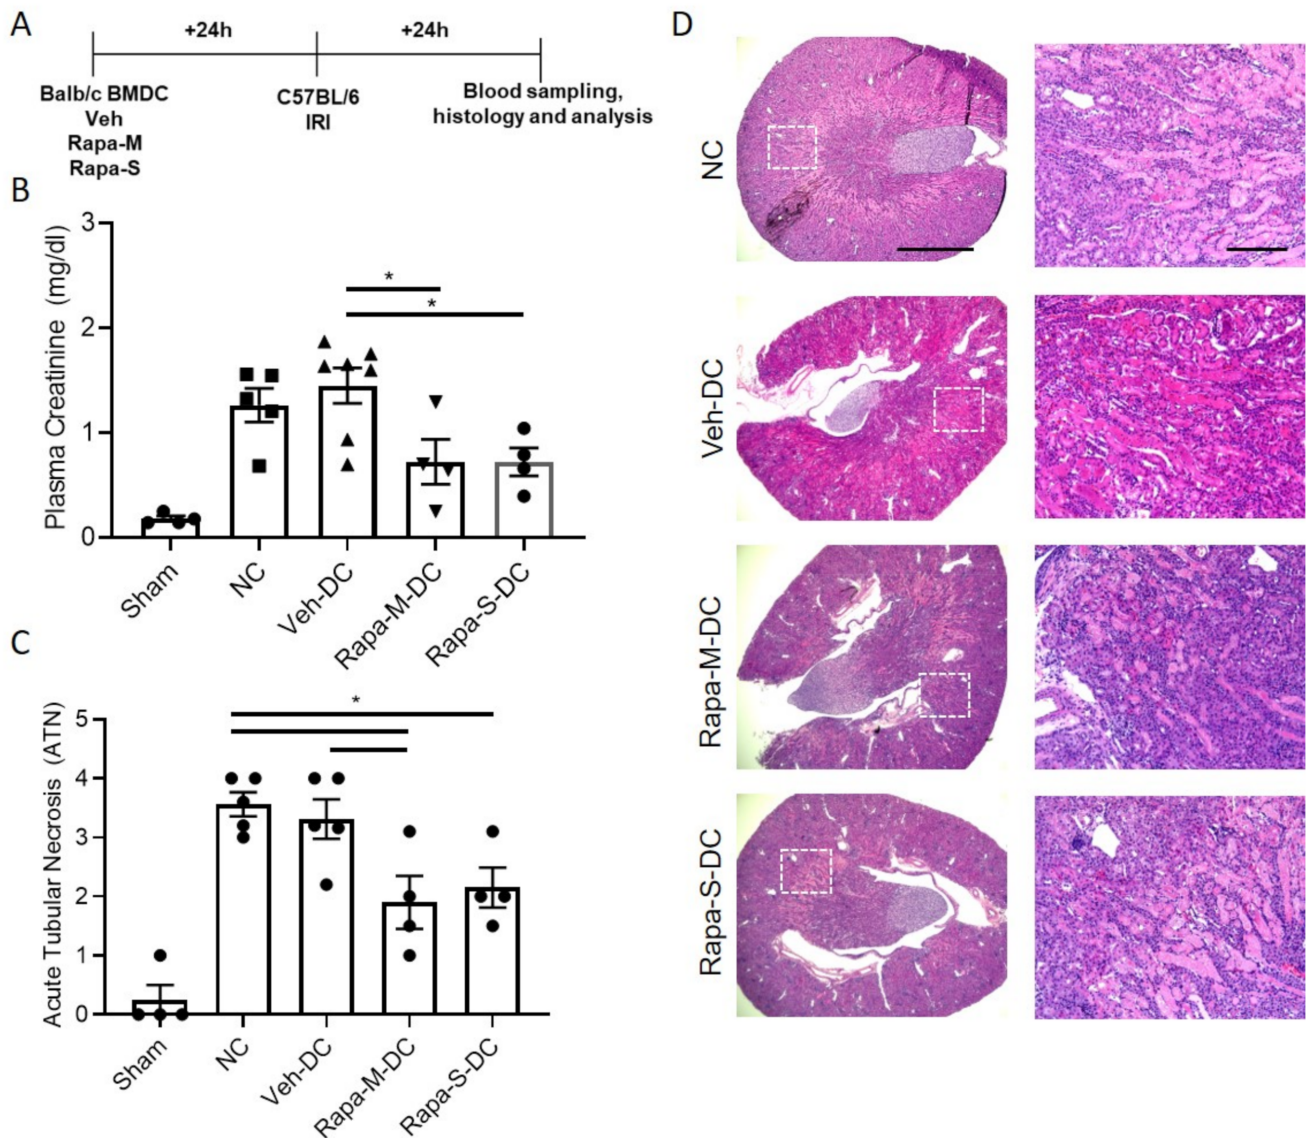 A
+24h
+24h
Balb/c BMDC
Veh
Rapa-M
Rapa-S
C57BL/6
IRI
Blood sampling,
histology and analysis
B
Plasma Creatinine (mg/dl)
3
2
1
0
*
*
Sham
NC
Veh-DC
Rapa-M-DC
Rapa-S-DC
C
Acute Tubular Necrosis (ATN)
5
4
3
2
1
0
*
Sham
NC
Veh-DC
Rapa-M-DC
Rapa-S-DC
D
NC
Veh-DC
Rapa-M-DC
Rapa-S-DC